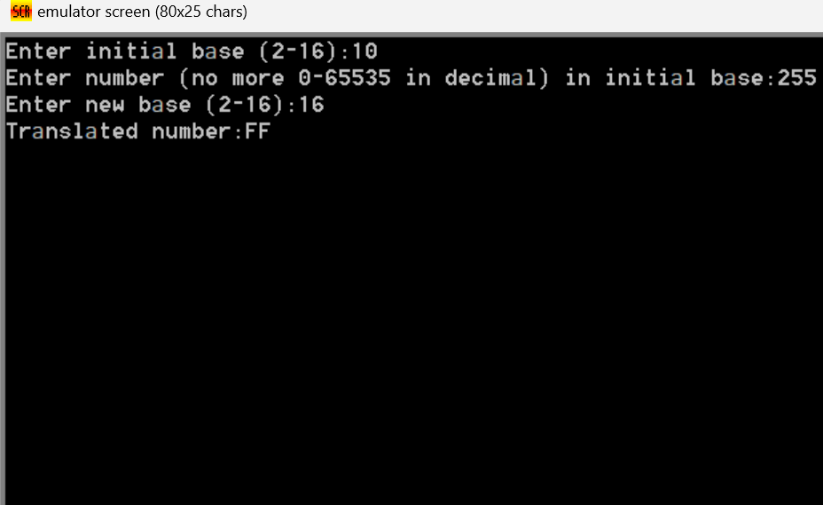 SCR emulator screen (80x25 chars)
Enter initial base (2-16):10
Enter number (no more 0-65535 in decimal) in initial base:255
Enter new base (2-16):16
Translated number:FF